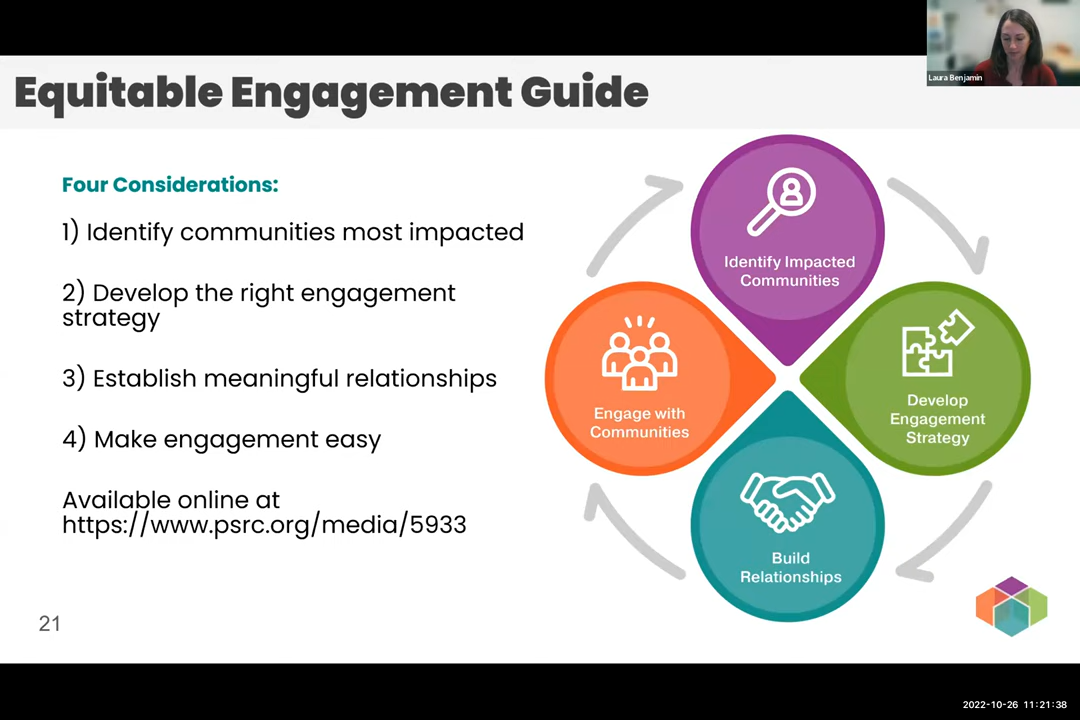 Laura Benjamin
Equitable Engagement Guide
Four Considerations:
1) Identify communities most impacted
2) Develop the right engagement
strategy
3) Establish meaningful relationships
4) Make engagement easy
Available online at
https://www.psrc.org/media/5933
Identify Impacted
Communities
Develop
Engagement
Strategy
Build
Relationships
Engage with
Communities
21
2022-10-26 11:21:38